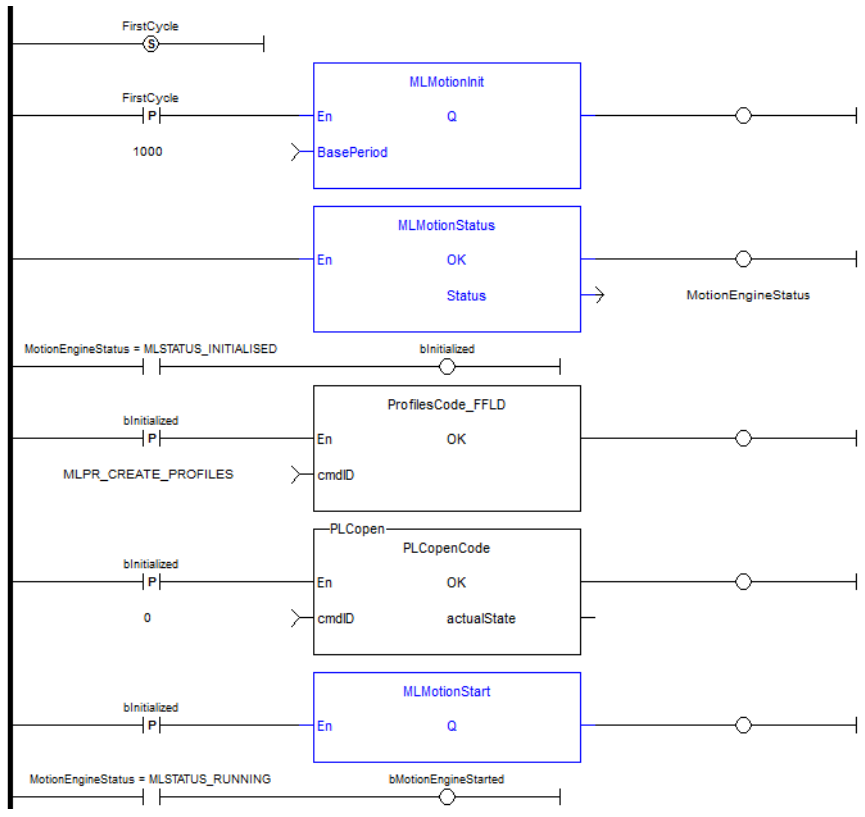 FirstCycle
S
FirstCycle
P
MLMotionInit
En Q
1000 BasePeriod
MLMotionStatus
En OK
Status MotionEngineStatus
MotionEngineStatus = MLSTATUS_INITIALISED bInitialized
ProfilesCode_FFLD
bInitialized
P En OK
MLPR_CREATE_PROFILES cmdID
PLCopen
PLCopenCode
bInitialized
P En OK
0 cmdID actualState
MLMotionStart
bInitialized
P En Q
MotionEngineStatus = MLSTATUS_RUNNING bMotionEngineStarted